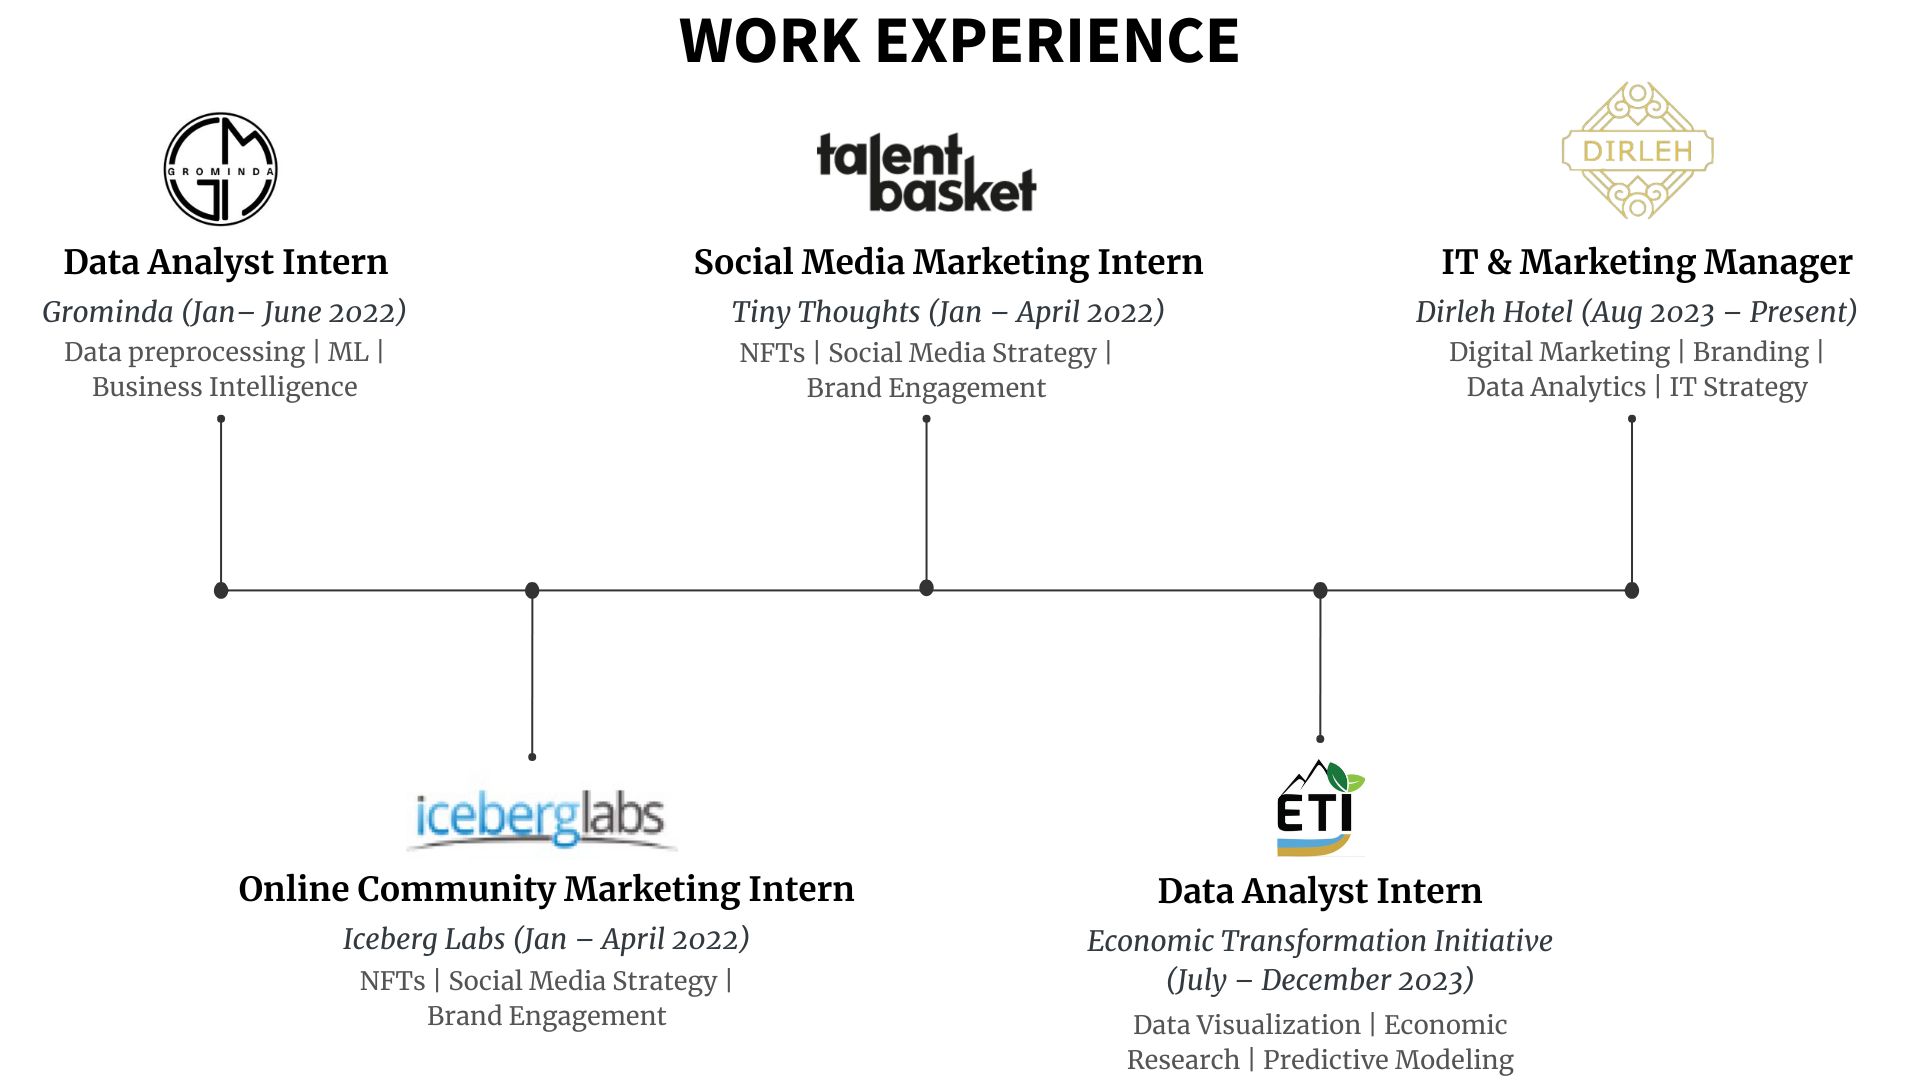 WORK EXPERIENCE
GROMINDA
Data Analyst Intern
Grominda (Jan– June 2022)
Data preprocessing | ML |
Business Intelligence
talent
basket
Social Media Marketing Intern
Tiny Thoughts (Jan – April 2022)
NFTs | Social Media Strategy |
Brand Engagement
DIRLEH
IT & Marketing Manager
Dirleh Hotel (Aug 2023 – Present)
Digital Marketing | Branding |
Data Analytics | IT Strategy
iceberglabs
Online Community Marketing Intern
Iceberg Labs (Jan – April 2022)
NFTs | Social Media Strategy |
Brand Engagement
ETI
Data Analyst Intern
Economic Transformation Initiative
(July – December 2023)
Data Visualization | Economic
Research | Predictive Modeling